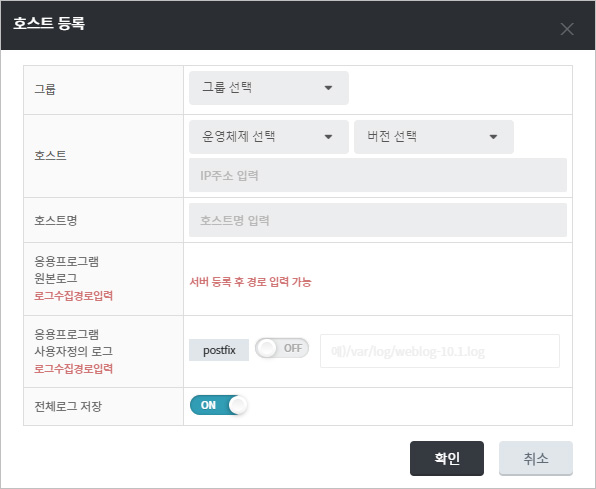 호스트 등록
그룹
그룹 선택
호스트
운영체제 선택
버전 선택
IP주소 입력
호스트명
호스트명 입력
응용프로그램
원본로그
로그수집경로입력
서버 등록 후 경로 입력 가능
응용프로그램
사용자정의 로그
로그수집경로입력
postfix
OFF
예)/var/log/weblog-10.1.log
전체로그 저장
ON
확인
취소